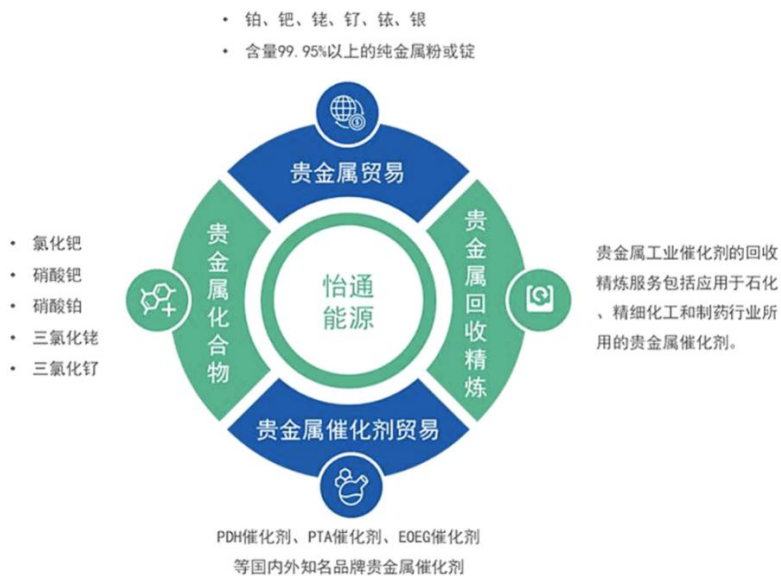 • 铂、钯、铑、钌、铱、银
• 含量99.95%以上的纯金属粉或锭
贵金属贸易
贵金属化合物
• 氯化钯
• 硝酸钯
• 硝酸铂
• 三氯化铑
• 三氯化钌
怡通
能源
贵金属回收精炼
贵金属工业催化剂的回收
精炼服务包括应用于石化
、精细化工和制药行业所
用的贵金属催化剂。
贵金属催化剂贸易
PDH催化剂、PTA催化剂、EOEG催化剂
等国内外知名品牌贵金属催化剂